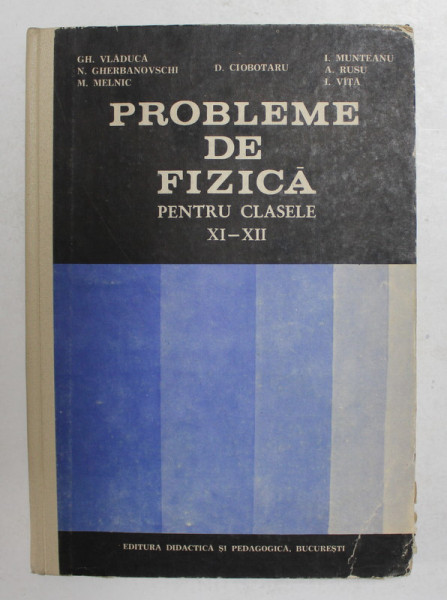 GH. VLĂDUCĂ
N. GHERBANOVSCHI
M. MELNIC
D. CIOBOTARU
I. MUNTEANU
A. RUSU
I. VÎTĂ
PROBLEME
DE
FIZICĂ
PENTRU CLASELE
XI-XII
EDITURA DIDACTICĂ ȘI PEDAGOGICĂ, BUCUREȘTI